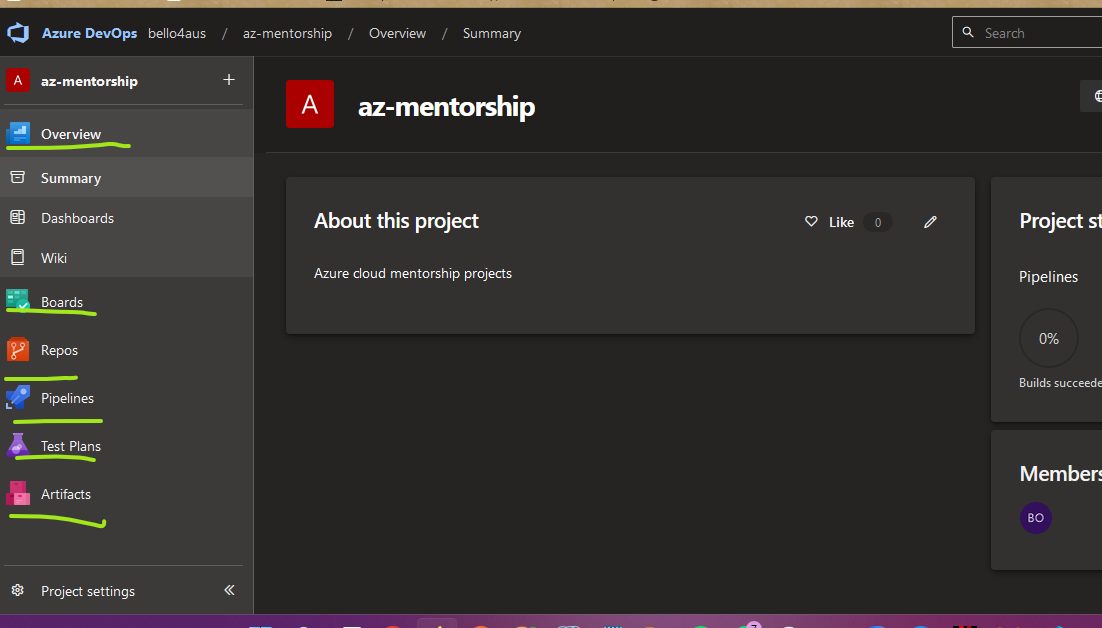 Azure DevOps bello4aus / az-mentorship / Overview / Summary
Search
A az-mentorship +
Overview
Summary
Dashboards
Wiki
Boards
Repos
Pipelines
Test Plans
Artifacts
Project settings
A az-mentorship
About this project
Like 0
Azure cloud mentorship projects
Project st
Pipelines
0%
Builds succeede
Members
BO